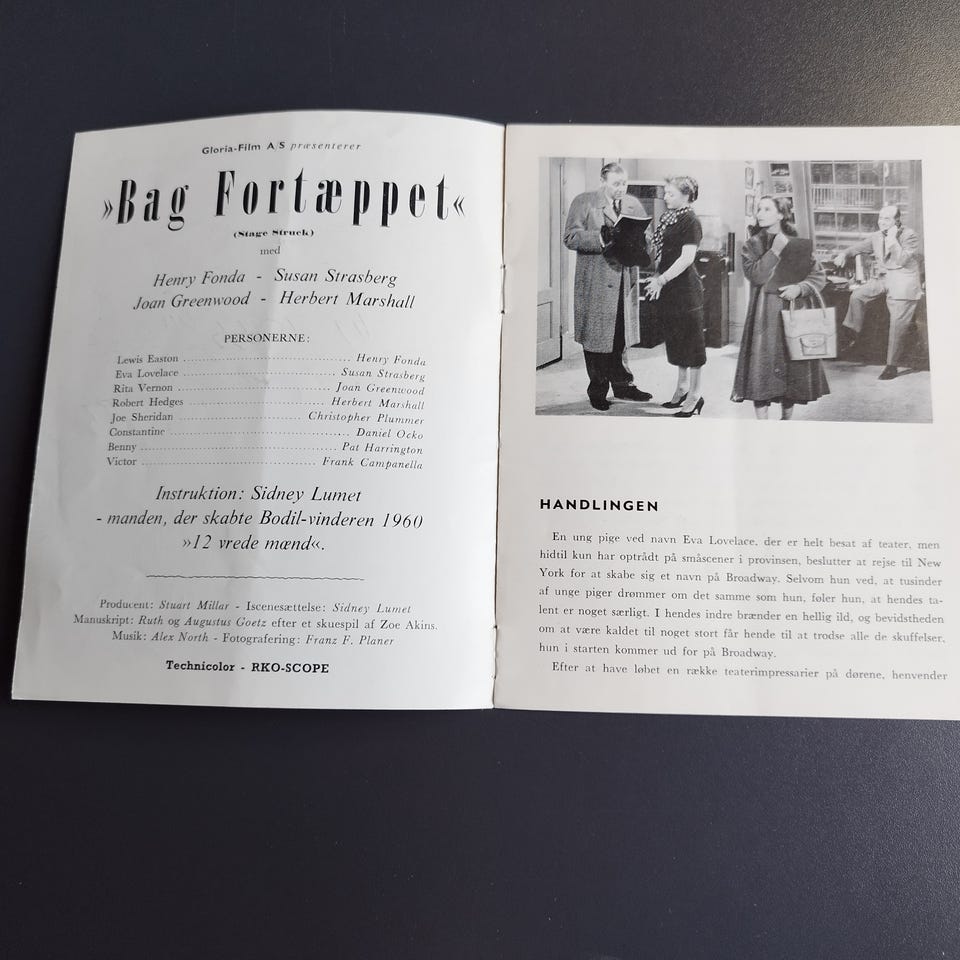 Gloria-Film A/S præsenterer
»Bag Fortæppet«
(Stage Struck)
med
Henry Fonda - Susan Strasberg
Joan Greenwood - Herbert Marshall
PERSONERNE:
Lewis Easton ........................................ Henry Fonda
Eva Lovelace ........................................ Susan Strasberg
Rita Vernon ........................................ Joan Greenwood
Robert Hedges ........................................ Herbert Marshall
Joe Sheridan ........................................ Christopher Plummer
Constantine ........................................ Daniel Ocko
Benny ........................................ Pat Harrington
Victor ........................................ Frank Campanella
Instruktion: Sidney Lumet
- manden, der skabte Bodil-vinderen 1960
»12 vrede mænd«.
Producent: Stuart Millar - Iscenesættelse: Sidney Lumet
Manuskript: Ruth og Augustus Goetz efter et skuespil af Zoe Akins.
Musik: Alex North - Fotografering: Franz F. Planer
Technicolor - RKO-SCOPE
HANDLINGEN
En ung pige ved navn Eva Lovelace, der er helt besat af teater, men
hidtil kun har optrådt på småscener i provinsen, beslutter at rejse til New
York for at skabe sig et navn på Broadway. Selvom hun ved, at tusinder
af unge piger drømmer om det samme som hun, føler hun, at hendes ta-
lent er noget særligt. I hendes indre brænder en hellig ild, og bevidstheden
om at være kaldet til noget stort får hende til at trodse alle de skuffelser,
hun i starten kommer ud for på Broadway.
Efter at have løbet en række teaterimpressarier på dørene, henvender